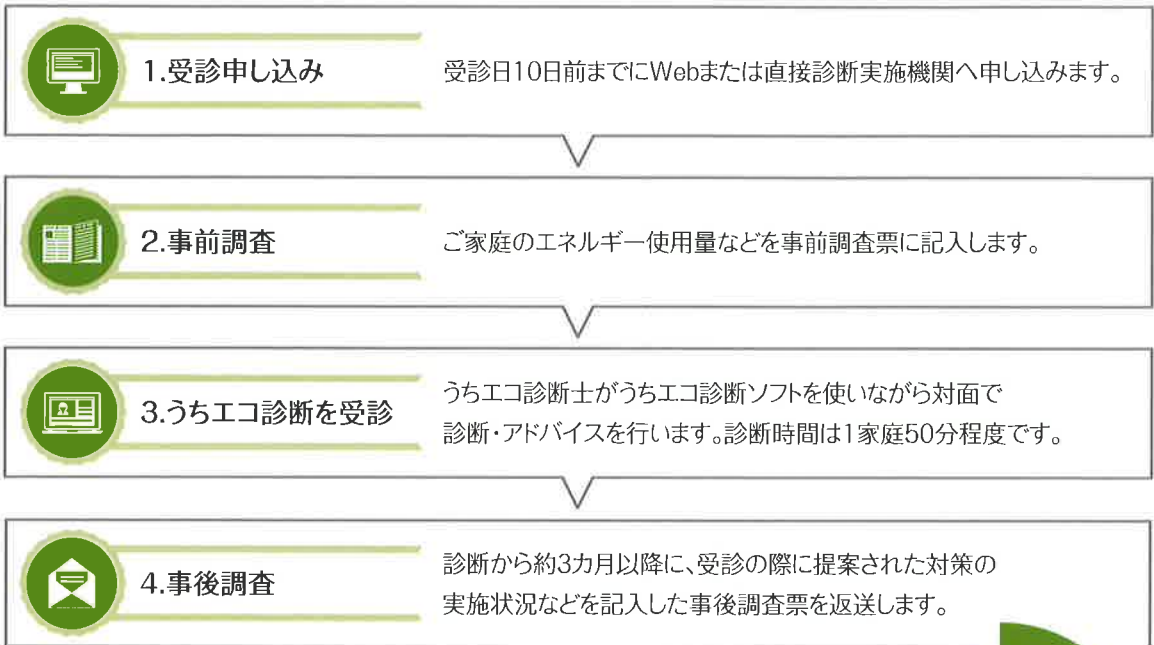 1.受診申し込み
受診日10日前までにWebまたは直接診断実施機関へ申し込みます。
2.事前調査
ご家庭のエネルギー使用量などを事前調査票に記入します。
3.うちエコ診断を受診
うちエコ診断士がうちエコ診断ソフトを使いながら対面で
診断・アドバイスを行います。診断時間は1家庭50分程度です。
4.事後調査
診断から約3カ月以降に、受診の際に提案された対策の
実施状況などを記入した事後調査票を返送します。